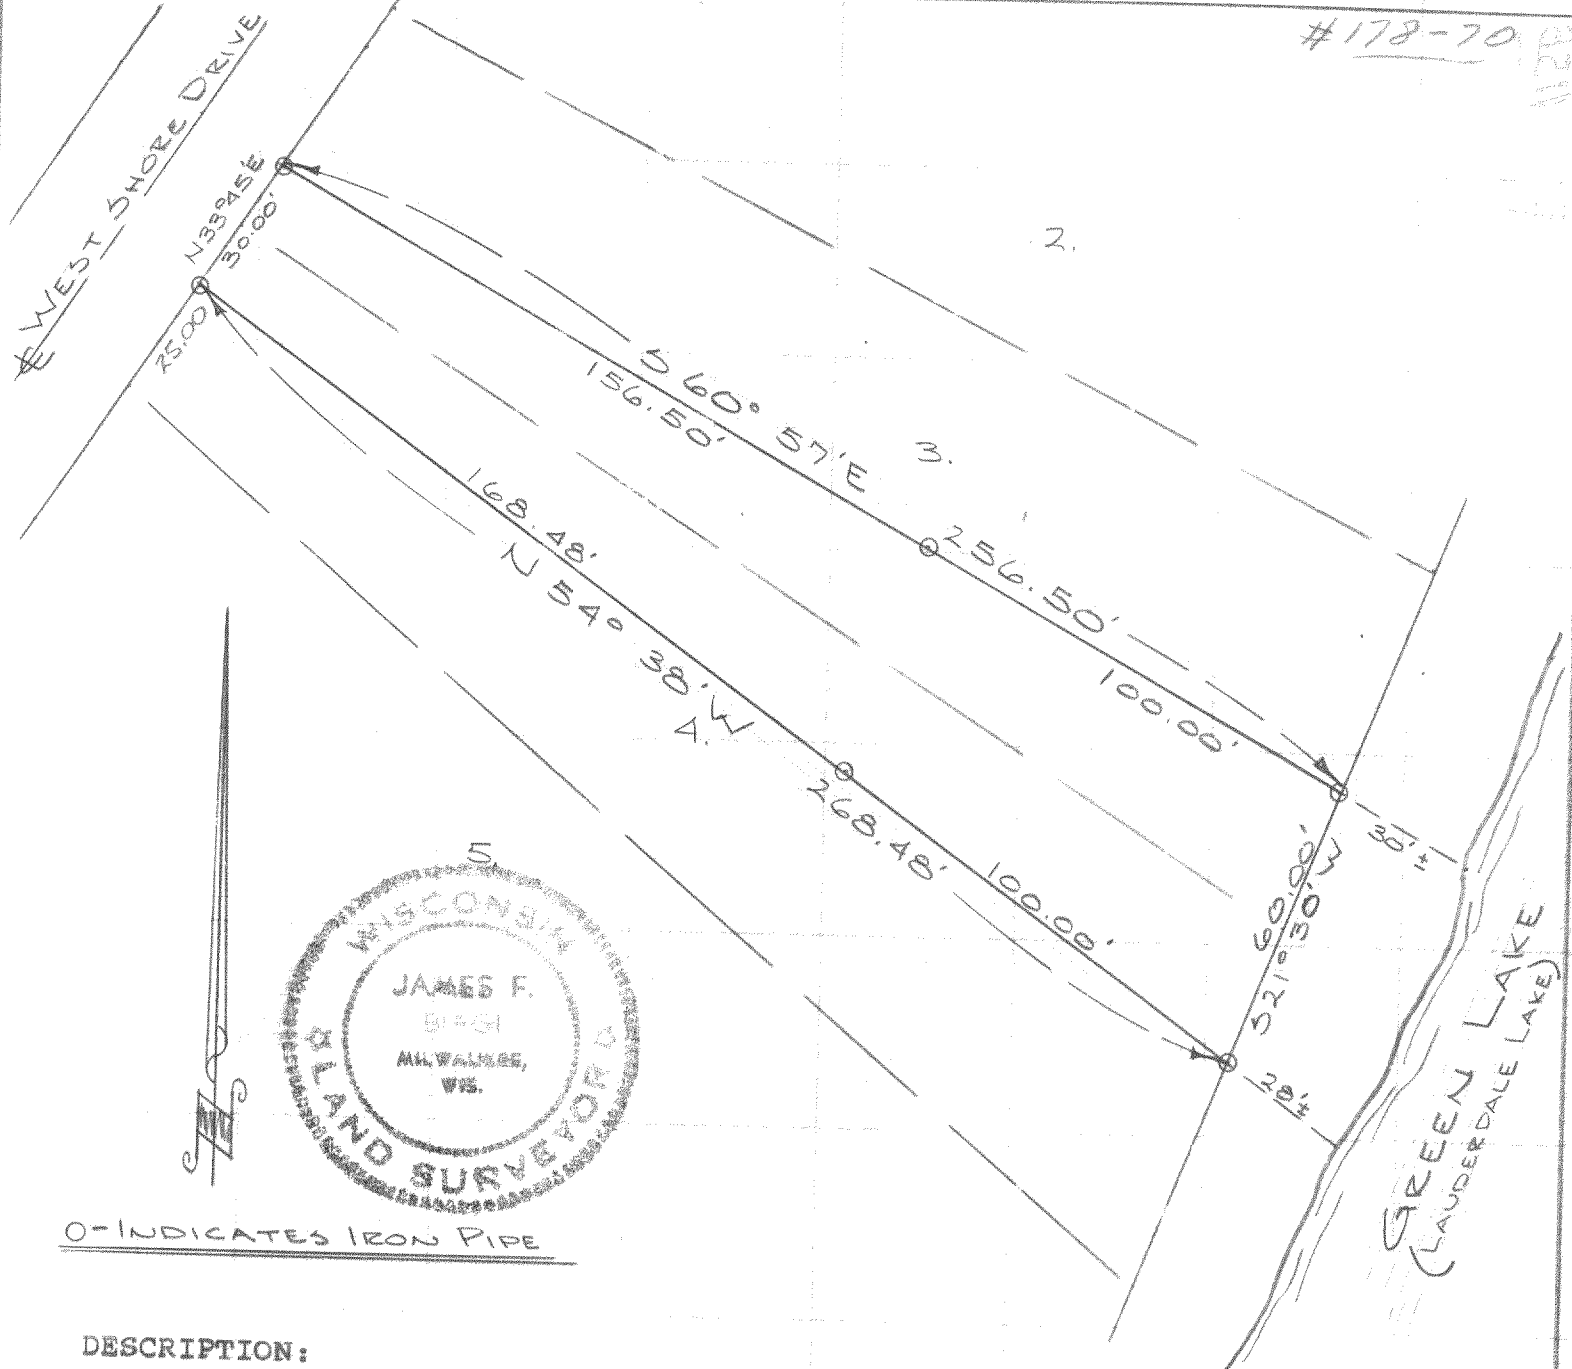 #178-70
℄ WEST SHORE DRIVE
N33°45'E
30.00'
25.00
2.
S 60° 57'E
156.50'
3.
256.50'
100.00'
168.48'
N 54° 38' W
4.
268.48'
100.00'
30'±
60.00'
S21°30'W
28'±
GREEN LAKE
(LAUDERDALE LAKE)
5.
WISCONSIN
JAMES F.
MILWAUKEE,
WIS.
LAND SURVEYOR
N
O-INDICATES IRON PIPE
DESCRIPTION: